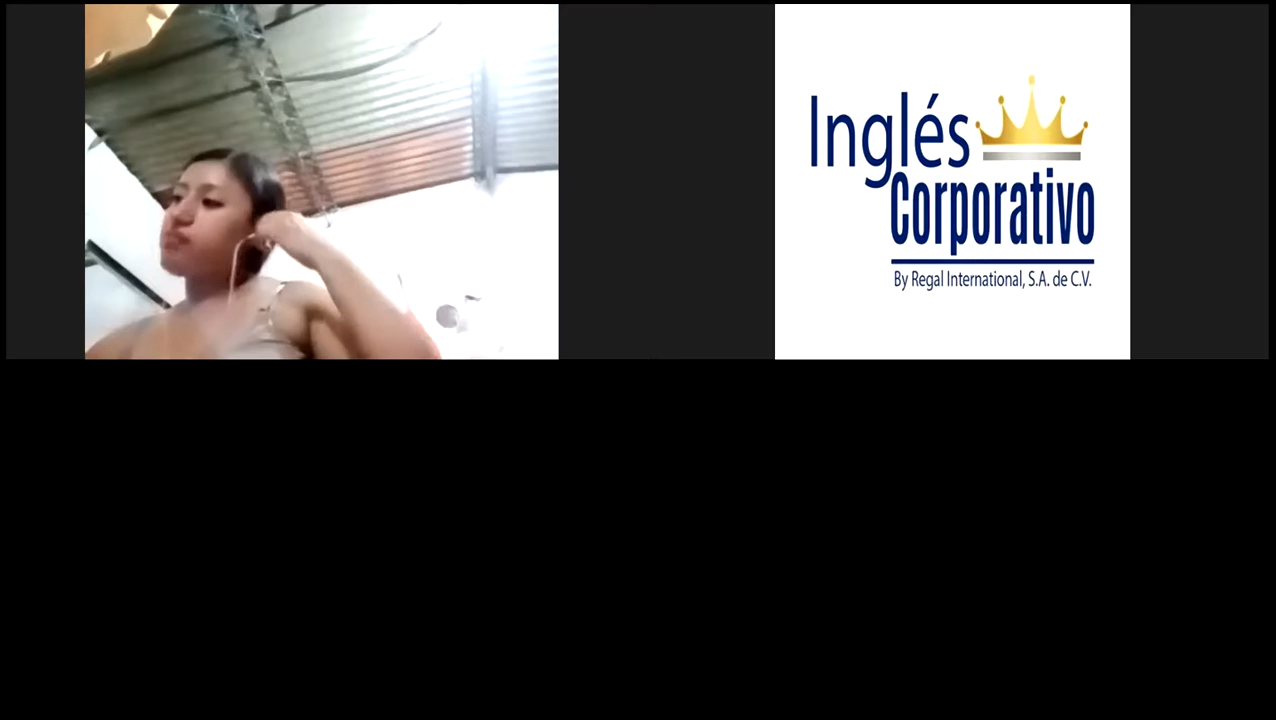 Inglés
Corporativo
By Regal International, S.A. de C.V.